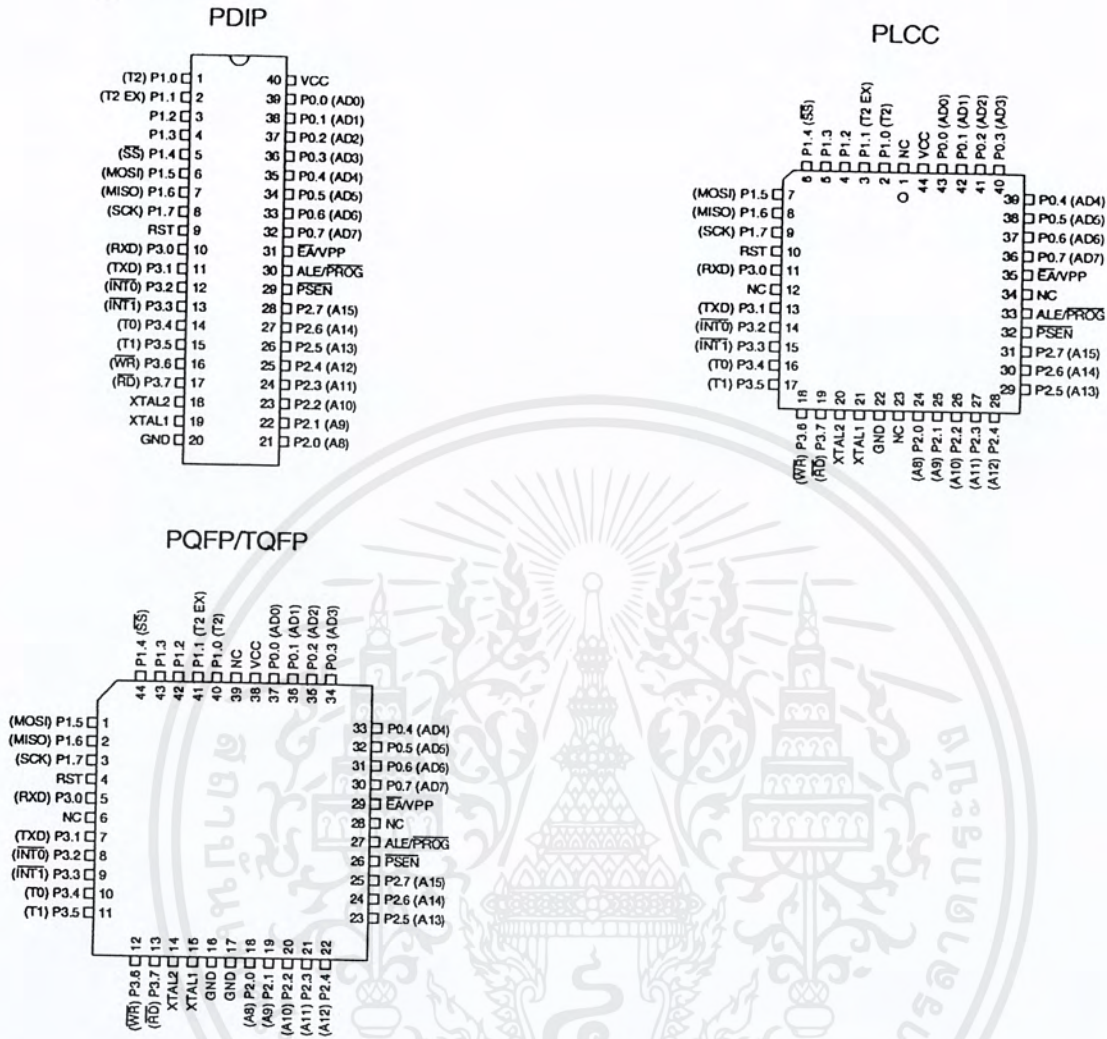 PDIP
(T2) P1.0 1 40 VCC
(T2 EX) P1.1 2 39 P0.0 (AD0)
P1.2 3 38 P0.1 (AD1)
P1.3 4 37 P0.2 (AD2)
(SS) P1.4 5 36 P0.3 (AD3)
(MOSI) P1.5 6 35 P0.4 (AD4)
(MISO) P1.6 7 34 P0.5 (AD5)
(SCK) P1.7 8 33 P0.6 (AD6)
RST 9 32 P0.7 (AD7)
(RXD) P3.0 10 31 EA/VPP
(TXD) P3.1 11 30 ALE/PROG
(INT0) P3.2 12 29 PSEN
(INT1) P3.3 13 28 P2.7 (A15)
(T0) P3.4 14 27 P2.6 (A14)
(T1) P3.5 15 26 P2.5 (A13)
(WR) P3.6 16 25 P2.4 (A12)
(RD) P3.7 17 24 P2.3 (A11)
XTAL2 18 23 P2.2 (A10)
XTAL1 19 22 P2.1 (A9)
GND 20 21 P2.0 (A8)
PLCC
P1.4 (SS) P1.3 P1.2 P1.1 (T2 EX) P1.0 (T2) NC VCC P0.0 (AD0) P0.1 (AD1) P0.2 (AD2) P0.3 (AD3)
6 5 4 3 2 1 44 43 42 41 40
(MOSI) P1.5 7 39 P0.4 (AD4)
(MISO) P1.6 8 38 P0.5 (AD5)
(SCK) P1.7 9 37 P0.6 (AD6)
RST 10 36 P0.7 (AD7)
(RXD) P3.0 11 35 EA/VPP
NC 12 34 NC
(TXD) P3.1 13 33 ALE/PROG
(INT0) P3.2 14 32 PSEN
(INT1) P3.3 15 31 P2.7 (A15)
(T0) P3.4 16 30 P2.6 (A14)
(T1) P3.5 17 29 P2.5 (A13)
18 19 20 21 22 23 24 25 26 27 28
(WR) P3.6 (RD) P3.7 XTAL2 XTAL1 GND NC (A8) P2.0 (A9) P2.1 (A10) P2.2 (A11) P2.3 (A12) P2.4
PQFP/TQFP
P1.4 (SS) P1.3 P1.2 P1.1 (T2 EX) P1.0 (T2) NC VCC P0.0 (AD0) P0.1 (AD1) P0.2 (AD2) P0.3 (AD3)
44 43 42 41 40 39 38 37 36 35 34
(MOSI) P1.5 1 33 P0.4 (AD4)
(MISO) P1.6 2 32 P0.5 (AD5)
(SCK) P1.7 3 31 P0.6 (AD6)
RST 4 30 P0.7 (AD7)
(RXD) P3.0 5 29 EA/VPP
NC 6 28 NC
(TXD) P3.1 7 27 ALE/PROG
(INT0) P3.2 8 26 PSEN
(INT1) P3.3 9 25 P2.7 (A15)
(T0) P3.4 10 24 P2.6 (A14)
(T1) P3.5 11 23 P2.5 (A13)
12 13 14 15 16 17 18 19 20 21 22
(WR) P3.6 (RD) P3.7 XTAL2 XTAL1 GND GND (A8) P2.0 (A9) P2.1 (A10) P2.2 (A11) P2.3 (A12) P2.4